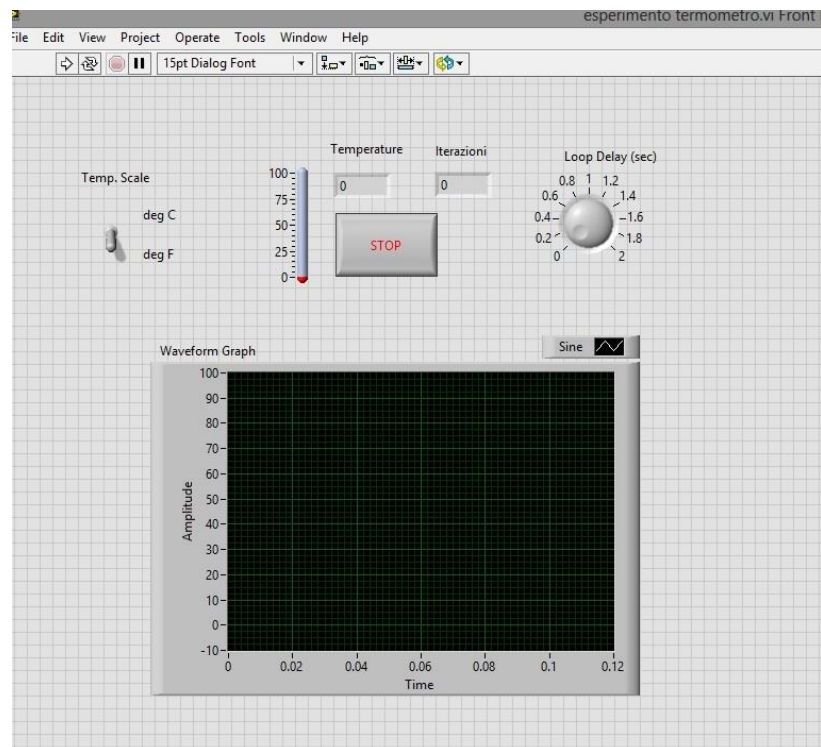 esperimento termometro.vi Front
File Edit View Project Operate Tools Window Help
15pt Dialog Font
Temperature
Iterazioni
Loop Delay (sec)
Temp. Scale
deg C
deg F
100
75
50
25
0
0
0
STOP
0 0.2 0.4 0.6 0.8 1 1.2 1.4 1.6 1.8 2
Waveform Graph
Sine
100
90
80
70
60
50
40
30
20
10
0
-10
Amplitude
0 0.02 0.04 0.06 0.08 0.1 0.12
Time